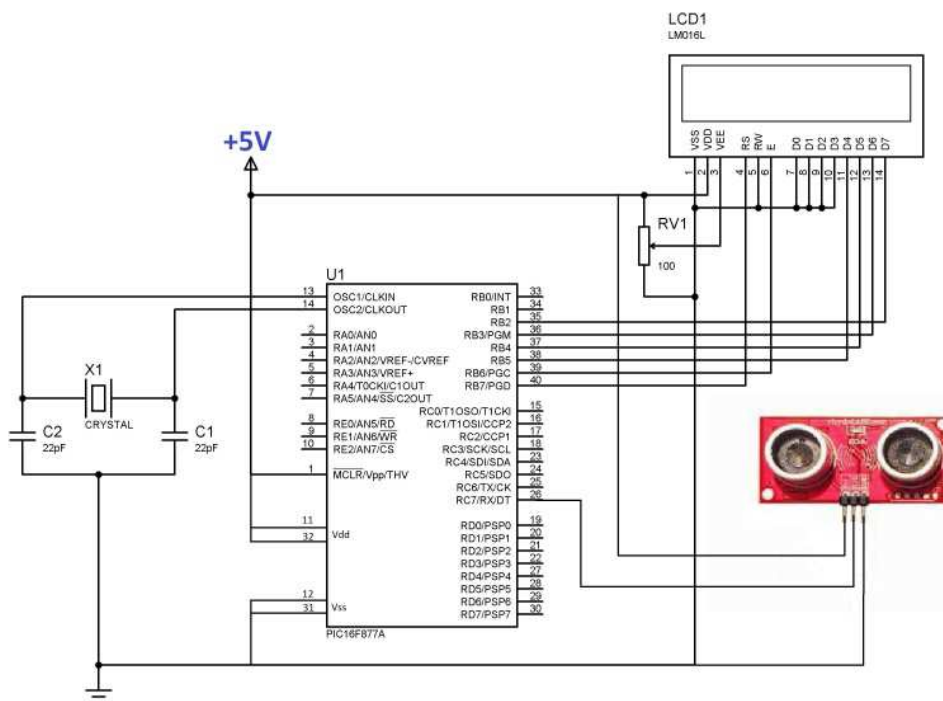 LCD1
LM016L
VSS
VDD
VEE
RS
RW
E
D0
D1
D2
D3
D4
D5
D6
D7
1
2
3
4
5
6
7
8
9
10
11
12
13
14
+5V
RV1
100
U1
13 OSC1/CLKIN RB0/INT 33
14 OSC2/CLKOUT RB1 34
RB2 35
2 RA0/AN0 RB3/PGM 36
3 RA1/AN1 RB4 37
4 RA2/AN2/VREF-/CVREF RB5 38
5 RA3/AN3/VREF+ RB6/PGC 39
6 RA4/T0CKI/C1OUT RB7/PGD 40
7 RA5/AN4/SS/C2OUT
RC0/T1OSO/T1CKI 15
8 RE0/AN5/RD RC1/T1OSI/CCP2 16
9 RE1/AN6/WR RC2/CCP1 17
10 RE2/AN7/CS RC3/SCK/SCL 18
RC4/SDI/SDA 23
1 MCLR/Vpp/THV RC5/SDO 24
RC6/TX/CK 25
RC7/RX/DT 26
11
32 Vdd
RD0/PSP0 19
RD1/PSP1 20
RD2/PSP2 21
RD3/PSP3 22
RD4/PSP4 27
RD5/PSP5 28
12 RD6/PSP6 29
31 Vss RD7/PSP7 30
PIC16F877A
X1
CRYSTAL
C2
22pF
C1
22pF